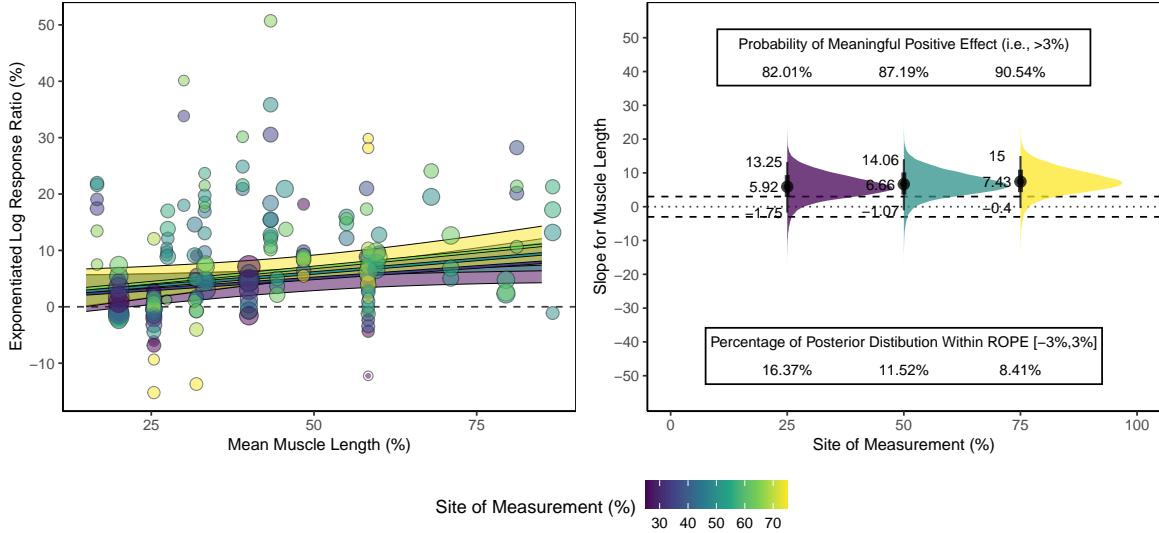 50
40
30
20
10
0
−10
Exponentiated Log Response Ratio (%)
25
50
75
Mean Muscle Length (%)
50
40
30
20
10
0
−10
−20
−30
−40
−50
Slope for Muscle Length
Probability of Meaningful Positive Effect (i.e., >3%)
82.01% 87.19% 90.54%
13.25 14.06 15
5.92 6.66 7.43
−1.75 −1.07 −0.4
Percentage of Posterior Distibution Within ROPE [−3%,3%]
16.37% 11.52% 8.41%
0
25
50
75
100
Site of Measurement (%)
Site of Measurement (%)
30 40 50 60 70